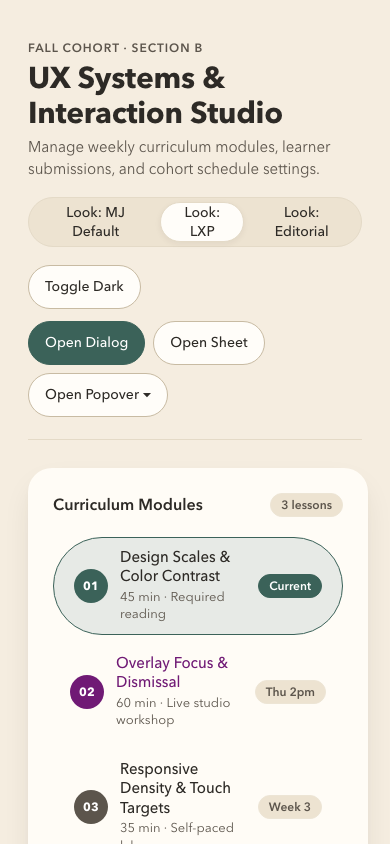 FALL COHORT · SECTION B
UX Systems &
Interaction Studio
Manage weekly curriculum modules, learner
submissions, and cohort schedule settings.
Look: MJ
Default
Look:
LXP
Look:
Editorial
Toggle Dark
Open Dialog
Open Sheet
Open Popover
Curriculum Modules
3 lessons
01
Design Scales &
Color Contrast
45 min · Required
reading
Current
02
Overlay Focus &
Dismissal
60 min · Live studio
workshop
Thu 2pm
03
Responsive
Density & Touch
Targets
35 min · Self-paced
Week 3